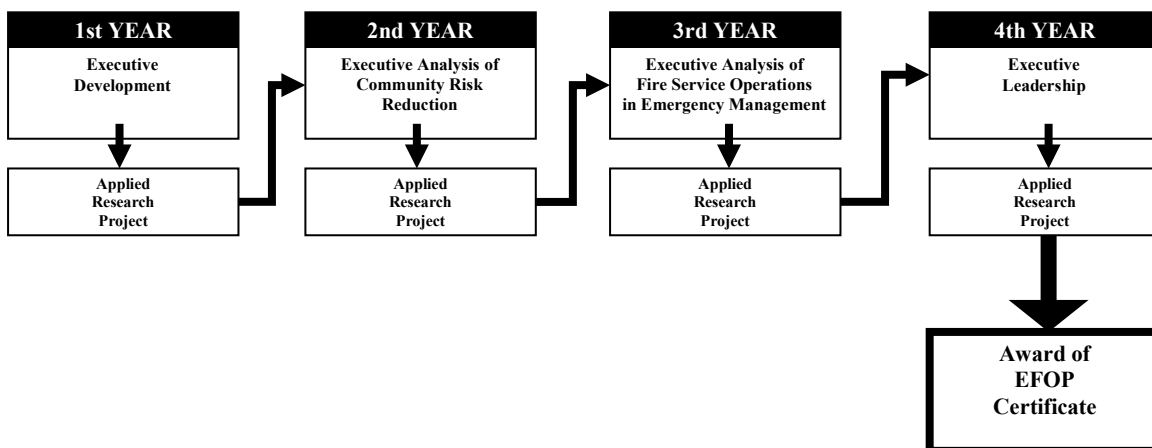 1st YEAR
Executive
Development
Applied
Research
Project
2nd YEAR
Executive Analysis of
Community Risk
Reduction
Applied
Research
Project
3rd YEAR
Executive Analysis of
Fire Service Operations
in Emergency Management
Applied
Research
Project
4th YEAR
Executive
Leadership
Applied
Research
Project
Award of
EFOP
Certificate